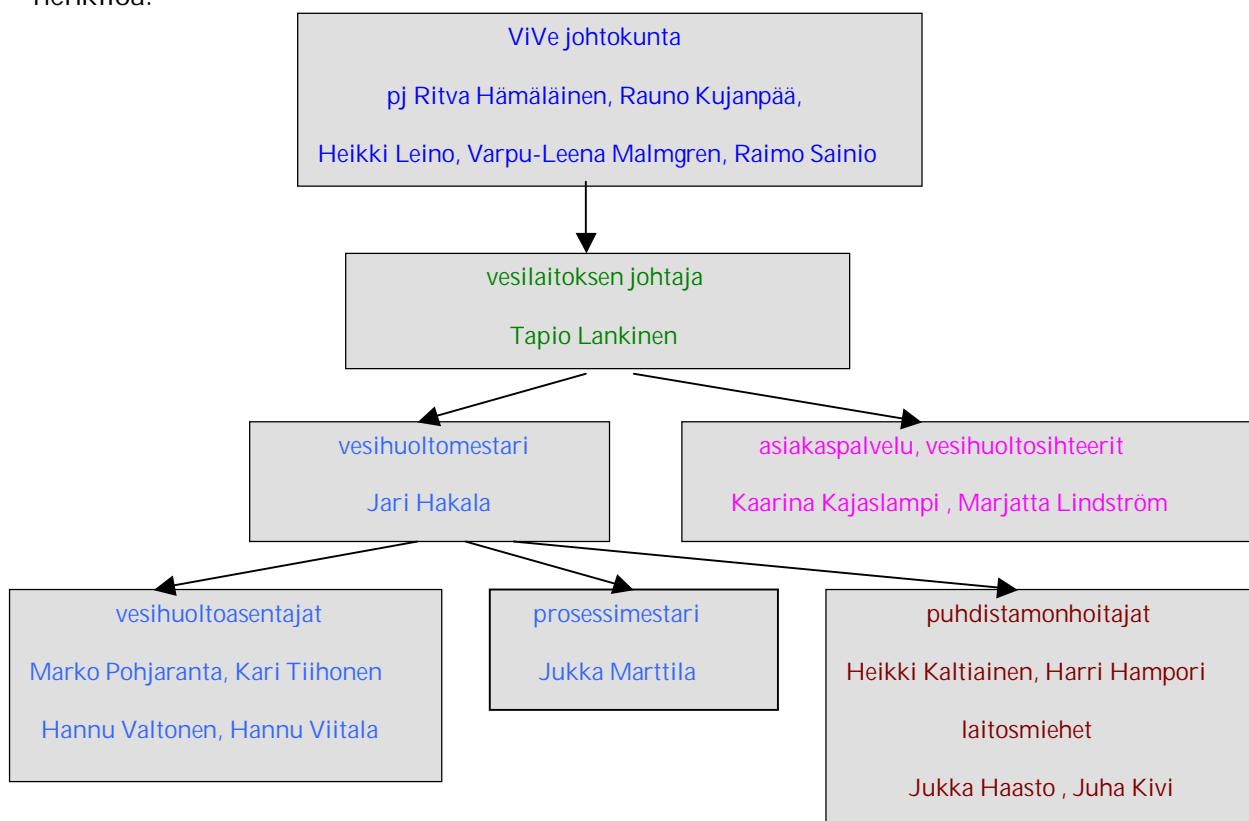 henkilöä.
ViVe johtokunta
pj Ritva Hämäläinen, Rauno Kujanpää,
Heikki Leino, Varpu-Leena Malmgren, Raimo Sainio
vesilaitoksen johtaja
Tapio Lankinen
vesihuoltomestari
Jari Hakala
asiakaspalvelu, vesihuoltosihteerit
Kaarina Kajaslampi , Marjatta Lindström
vesihuoltoasentajat
Marko Pohjaranta, Kari Tiihonen
Hannu Valtonen, Hannu Viitala
prosessimestari
Jukka Marttila
puhdistamonhoitajat
Heikki Kaltiainen, Harri Hampori
laitosmiehet
Jukka Haasto , Juha Kivi